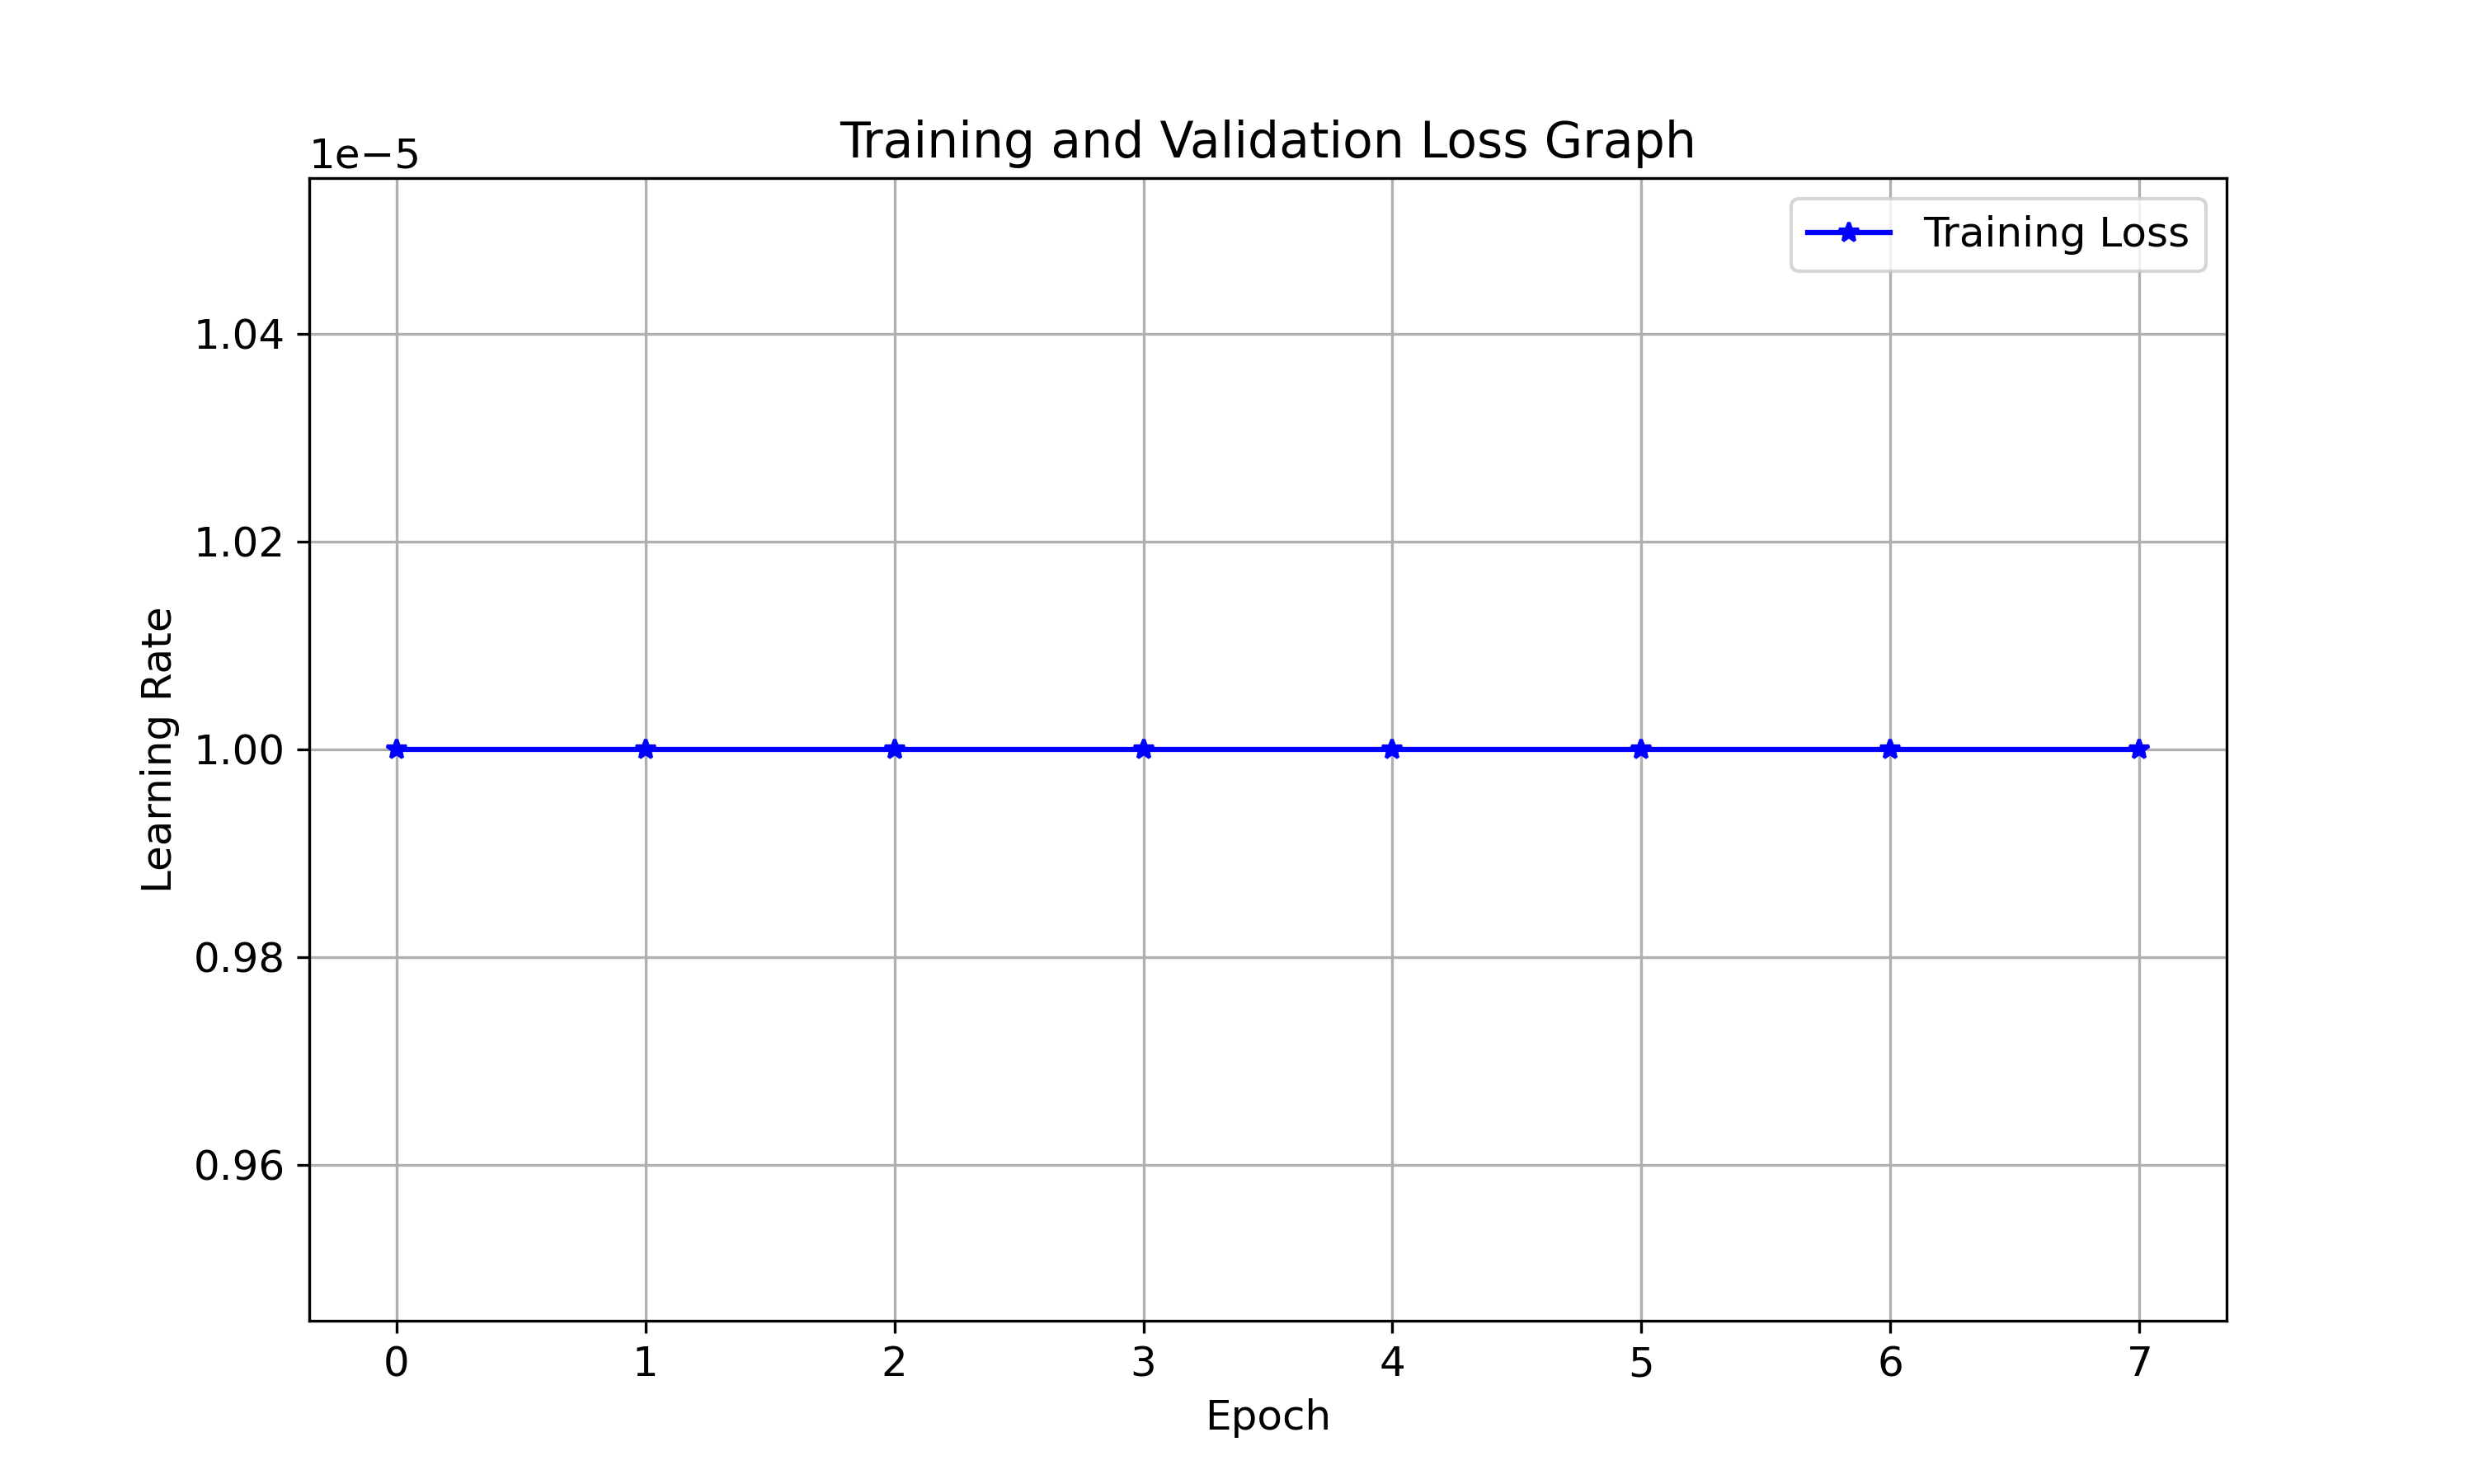 Training and Validation Loss Graph
1e−5
Training Loss
1.04
1.02
1.00
0.98
0.96
Learning Rate
0 1 2 3 4 5 6 7
Epoch